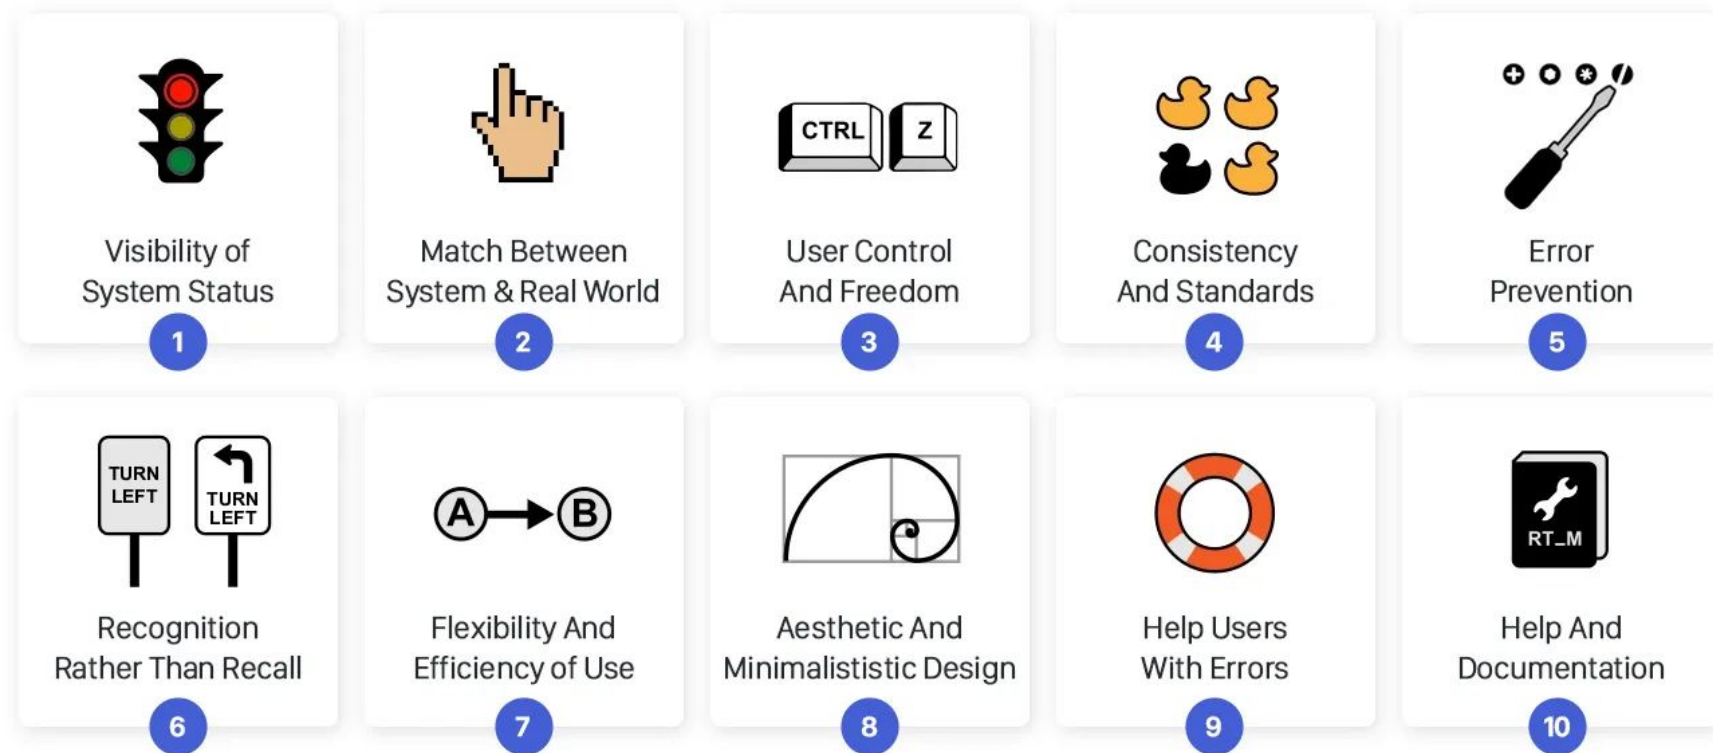 CTRL Z
Visibility of
System Status
1
Match Between
System & Real World
2
User Control
And Freedom
3
Consistency
And Standards
4
Error
Prevention
5
TURN
LEFT
TURN
LEFT
Recognition
Rather Than Recall
6
A B
Flexibility And
Efficiency of Use
7
Aesthetic And
Minimalististic Design
8
Help Users
With Errors
9
RT_M
Help And
Documentation
10